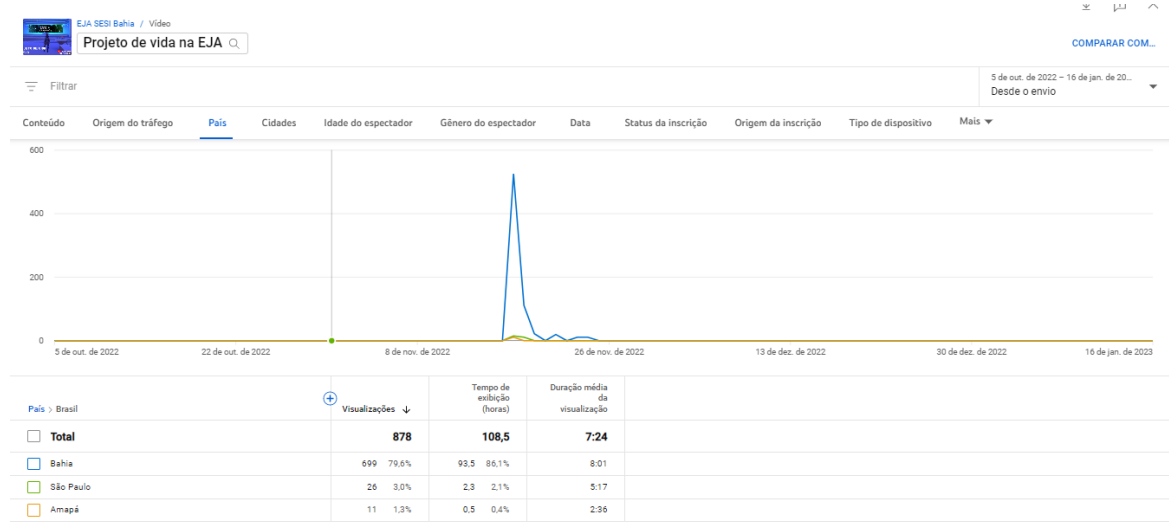 EJA SESI Bahia / Vídeo
Projeto de vida na EJA
COMPARAR COM...
Filtrar
5 de out. de 2022 – 16 de jan. de 20...
Desde o envio
Conteúdo Origem do tráfego País Cidades Idade do espectador Gênero do espectador Data Status da inscrição Origem da inscrição Tipo de dispositivo Mais
600
400
200
0
5 de out. de 2022 22 de out. de 2022 8 de nov. de 2022 26 de nov. de 2022 13 de dez. de 2022 30 de dez. de 2022 16 de jan. de 2023
País > Brasil
Visualizações ↓
Tempo de
exibição
(horas)
Duração média
da
visualização
Total 878 108,5 7:24
Bahia 699 79,6% 93,5 86,1% 8:01
São Paulo 26 3,0% 2,3 2,1% 5:17
Amapá 11 1,3% 0,5 0,4% 2:36